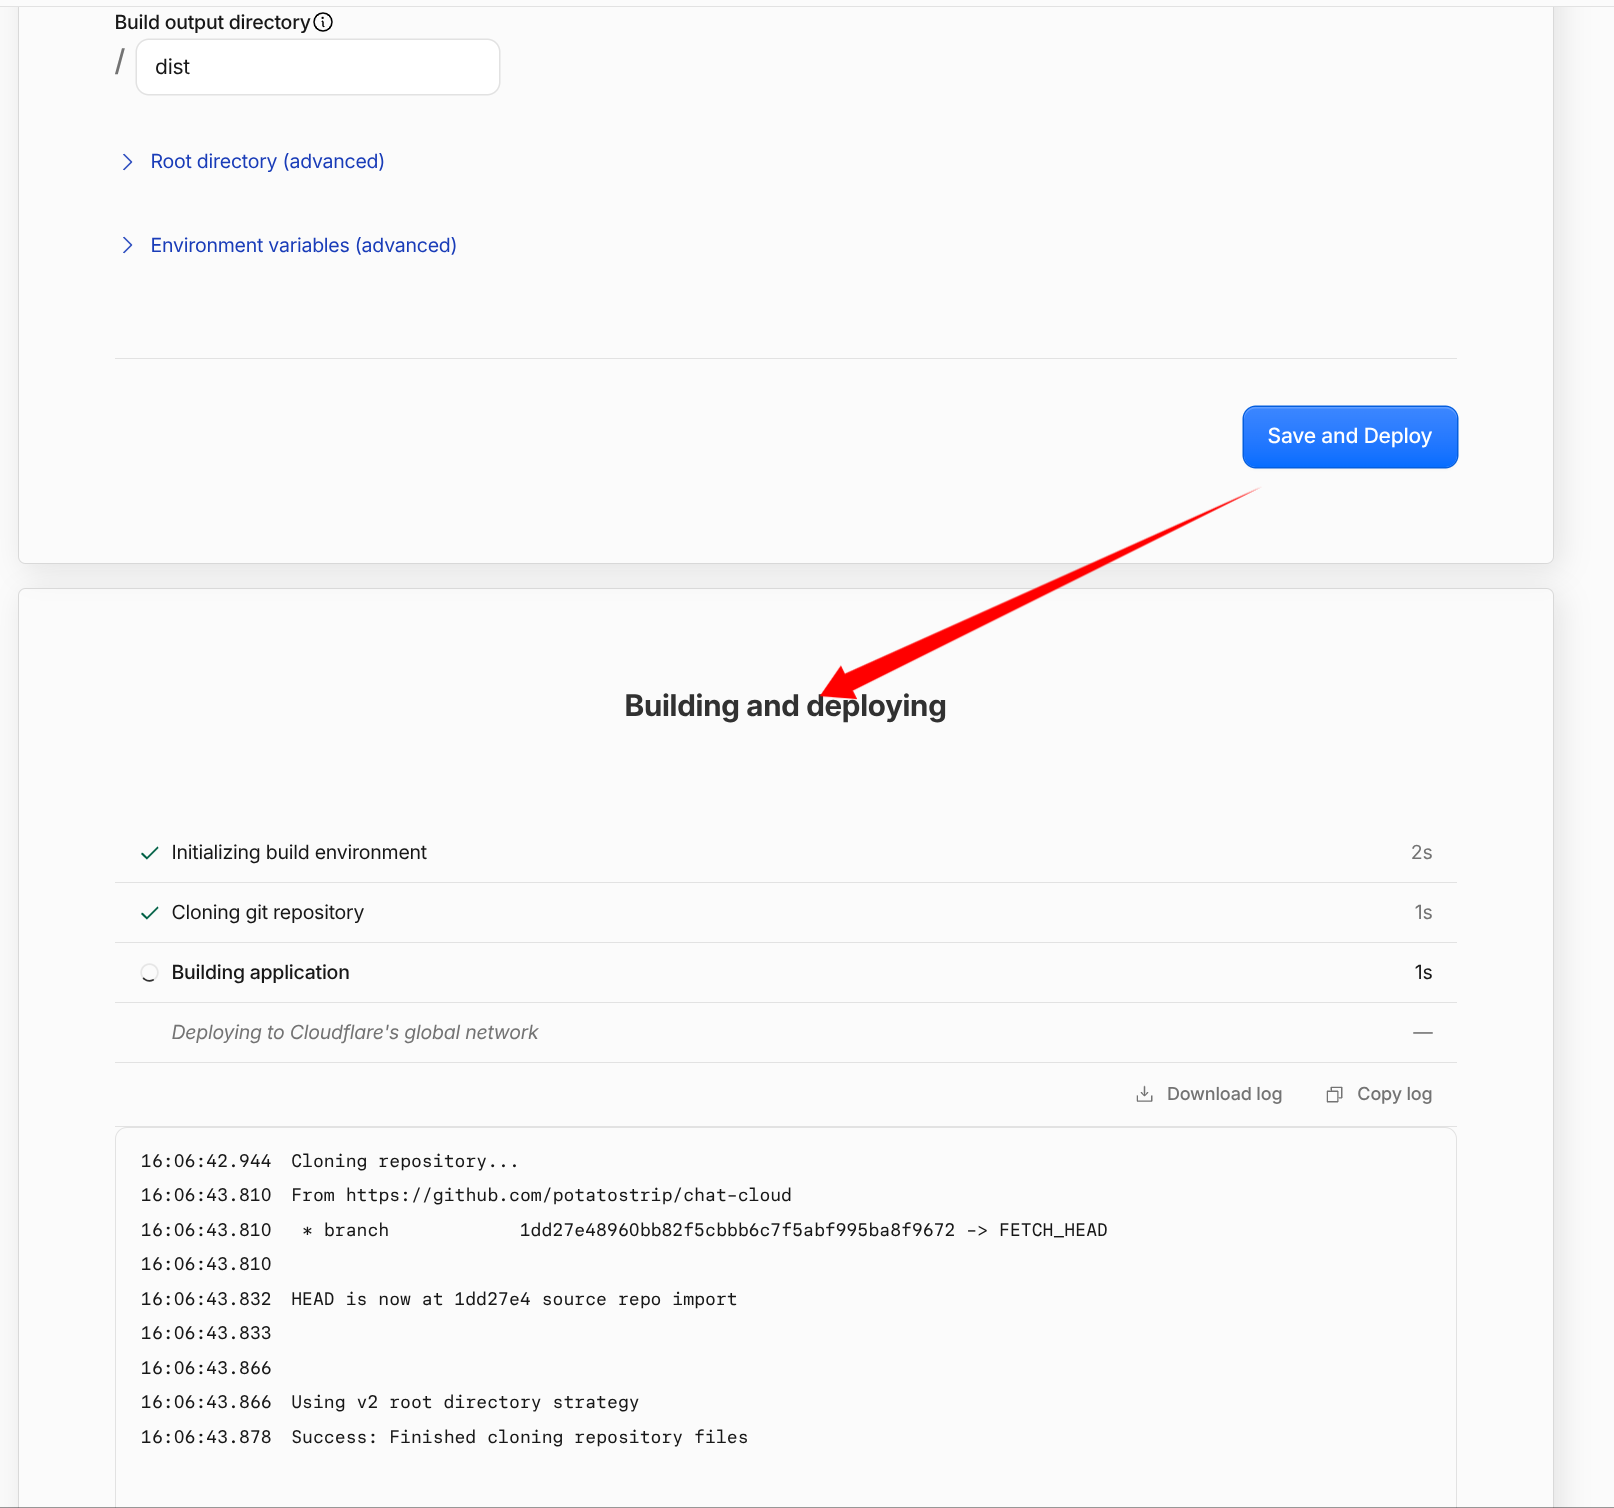 Build output directory
/ dist
Root directory (advanced)
Environment variables (advanced)
Save and Deploy
Building and deploying
Initializing build environment 2s
Cloning git repository 1s
Building application 1s
Deploying to Cloudflare's global network —
Download log Copy log
16:06:42.944 Cloning repository...
16:06:43.810 From https://github.com/potatostrip/chat-cloud
16:06:43.810 * branch 1dd27e48960bb82f5cbbb6c7f5abf995ba8f9672 -> FETCH_HEAD
16:06:43.810
16:06:43.832 HEAD is now at 1dd27e4 source repo import
16:06:43.833
16:06:43.866
16:06:43.866 Using v2 root directory strategy
16:06:43.878 Success: Finished cloning repository files